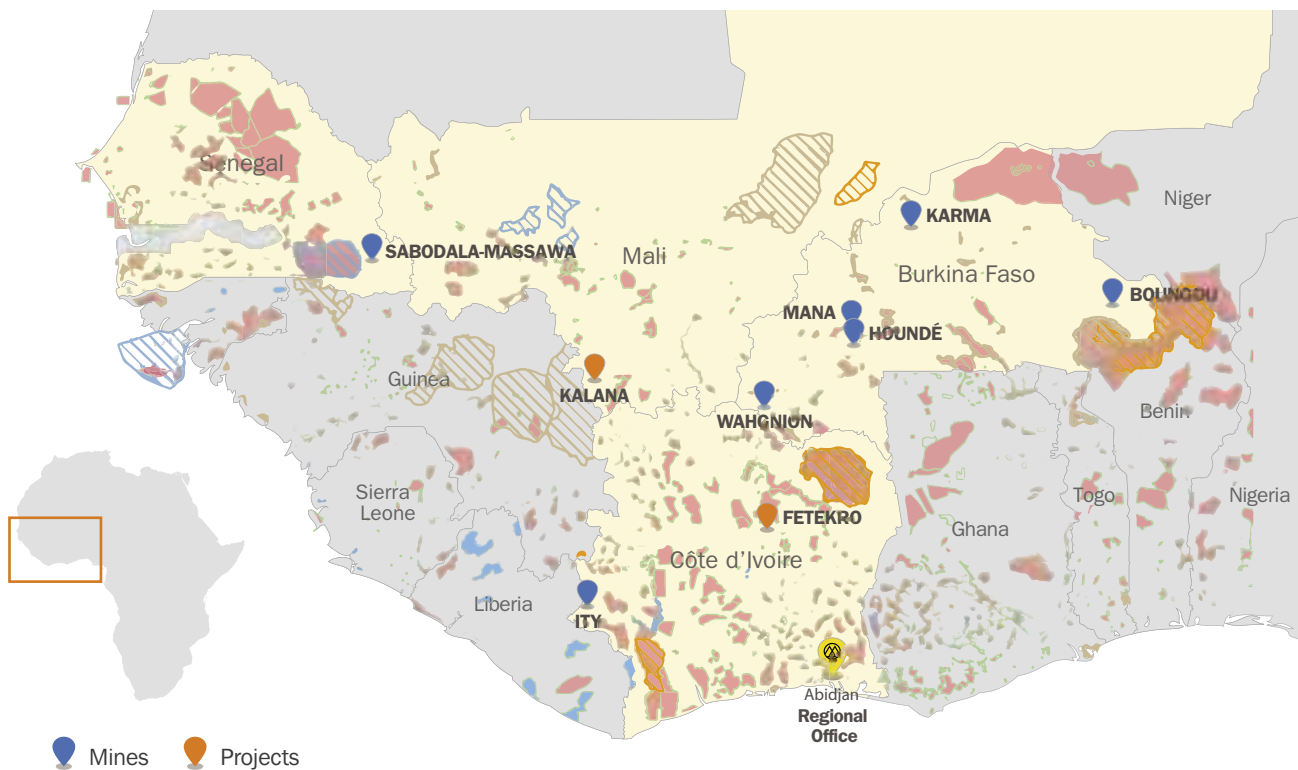 Senegal
Niger
KARMA
SABODALA-MASSAWA
Mali
Burkina Faso
BOUNGOU
MANA
HOUNDÉ
Guinea
KALANA
WAHGNION
Benin
Sierra
Leone
Togo
Nigeria
FETEKRO
Ghana
Côte d’Ivoire
Liberia
ITY
Abidjan
Regional
Office
Mines
Projects